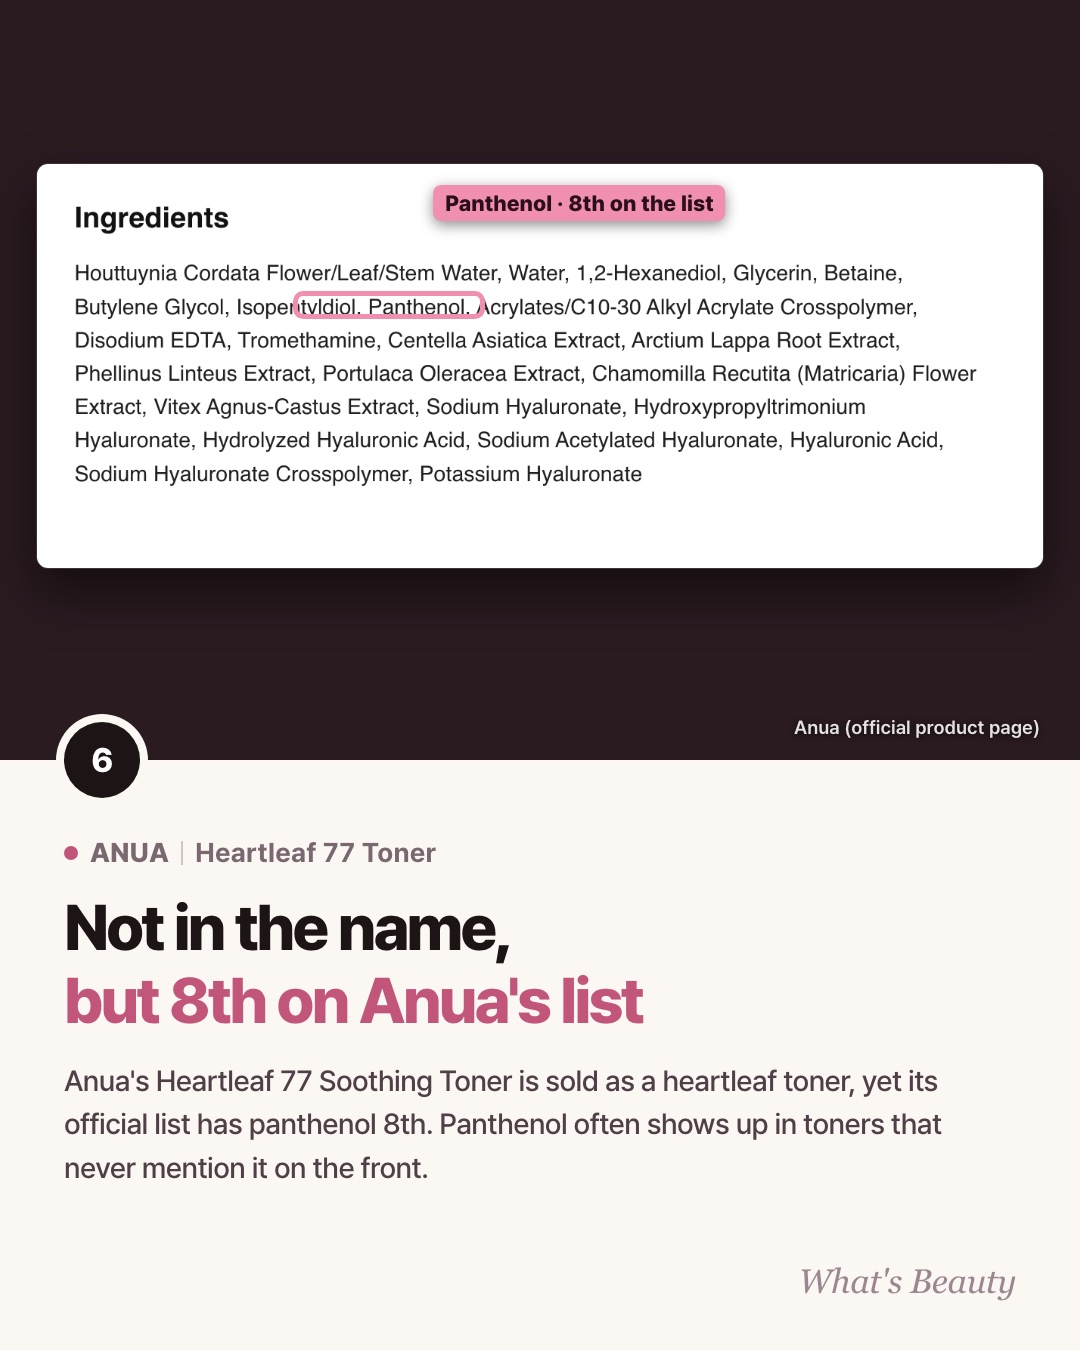 Panthenol · 8th on the list
Ingredients
Houttuynia Cordata Flower/Leaf/Stem Water, Water, 1,2-Hexanediol, Glycerin, Betaine,
Butylene Glycol, Isopentyldiol, Panthenol, Acrylates/C10-30 Alkyl Acrylate Crosspolymer,
Disodium EDTA, Tromethamine, Centella Asiatica Extract, Arctium Lappa Root Extract,
Phellinus Linteus Extract, Portulaca Oleracea Extract, Chamomilla Recutita (Matricaria) Flower
Extract, Vitex Agnus-Castus Extract, Sodium Hyaluronate, Hydroxypropyltrimonium
Hyaluronate, Hydrolyzed Hyaluronic Acid, Sodium Acetylated Hyaluronate, Hyaluronic Acid,
Sodium Hyaluronate Crosspolymer, Potassium Hyaluronate
Anua (official product page)
6
ANUA | Heartleaf 77 Toner
Not in the name,
but 8th on Anua's list
Anua's Heartleaf 77 Soothing Toner is sold as a heartleaf toner, yet its
official list has panthenol 8th. Panthenol often shows up in toners that
never mention it on the front.
What's Beauty